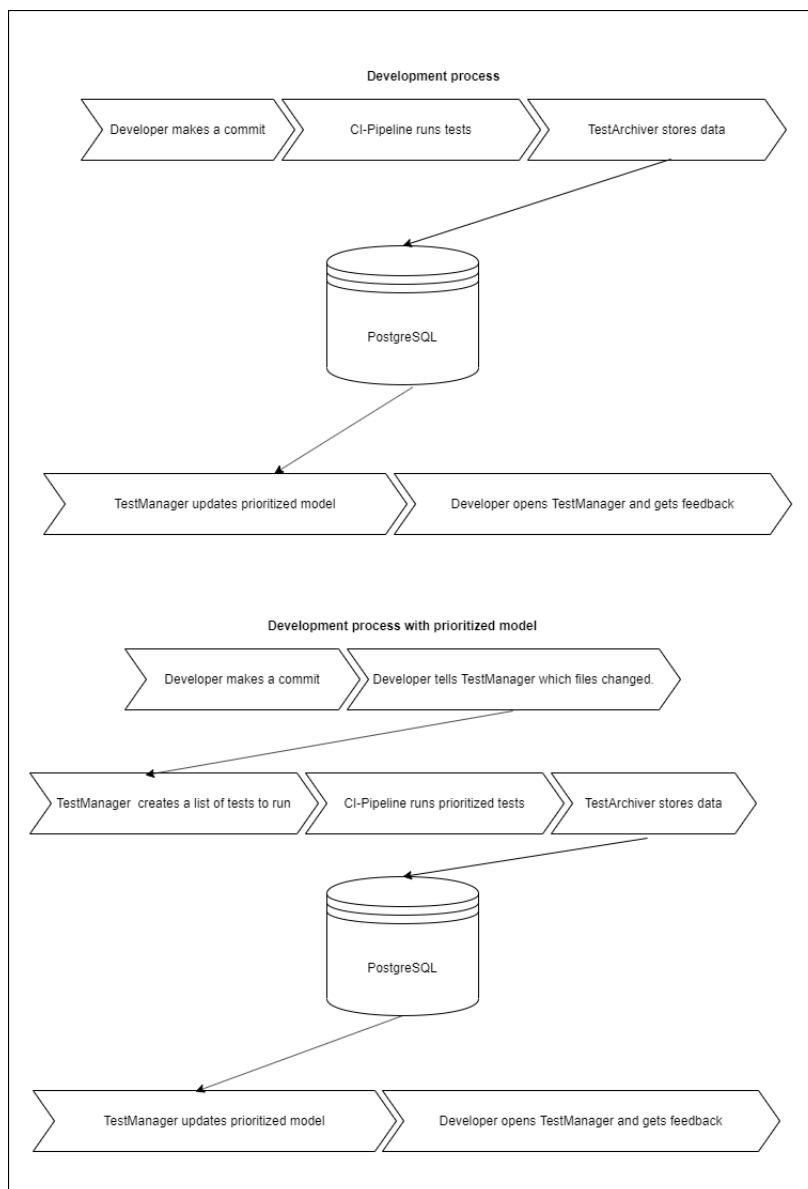 Development process
Developer makes a commit
CI-Pipeline runs tests
TestArchiver stores data
PostgreSQL
TestManager updates prioritized model
Developer opens TestManager and gets feedback
Development process with prioritized model
Developer makes a commit
Developer tells TestManager which files changed.
TestManager  creates a list of tests to run
CI-Pipeline runs prioritized tests
TestArchiver stores data
PostgreSQL
TestManager updates prioritized model
Developer opens TestManager and gets feedback